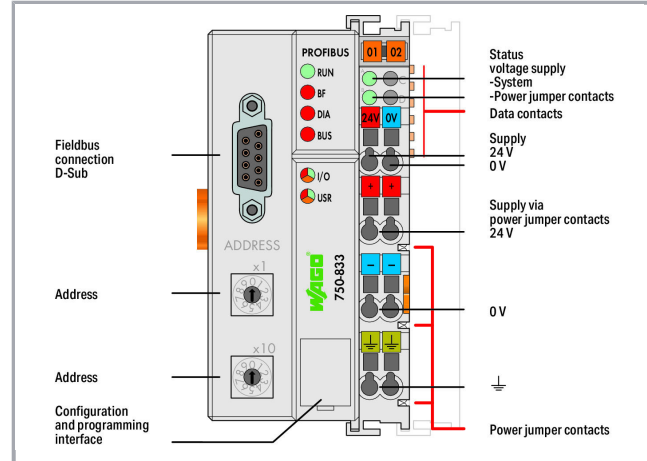 PROFIBUS
RUN
BF
DIA
BUS
I/O
USR
01 02
C
24V 0V
+ +
– –
Fieldbus
connection
D-Sub
ADDRESS
x1
x10
Address
Address
Configuration
and programming
interface
WAGO®
750-833
Status
voltage supply
-System
-Power jumper contacts
Data contacts
Supply
24 V
0 V
Supply via
power jumper contacts
24 V
0 V
Power jumper contacts